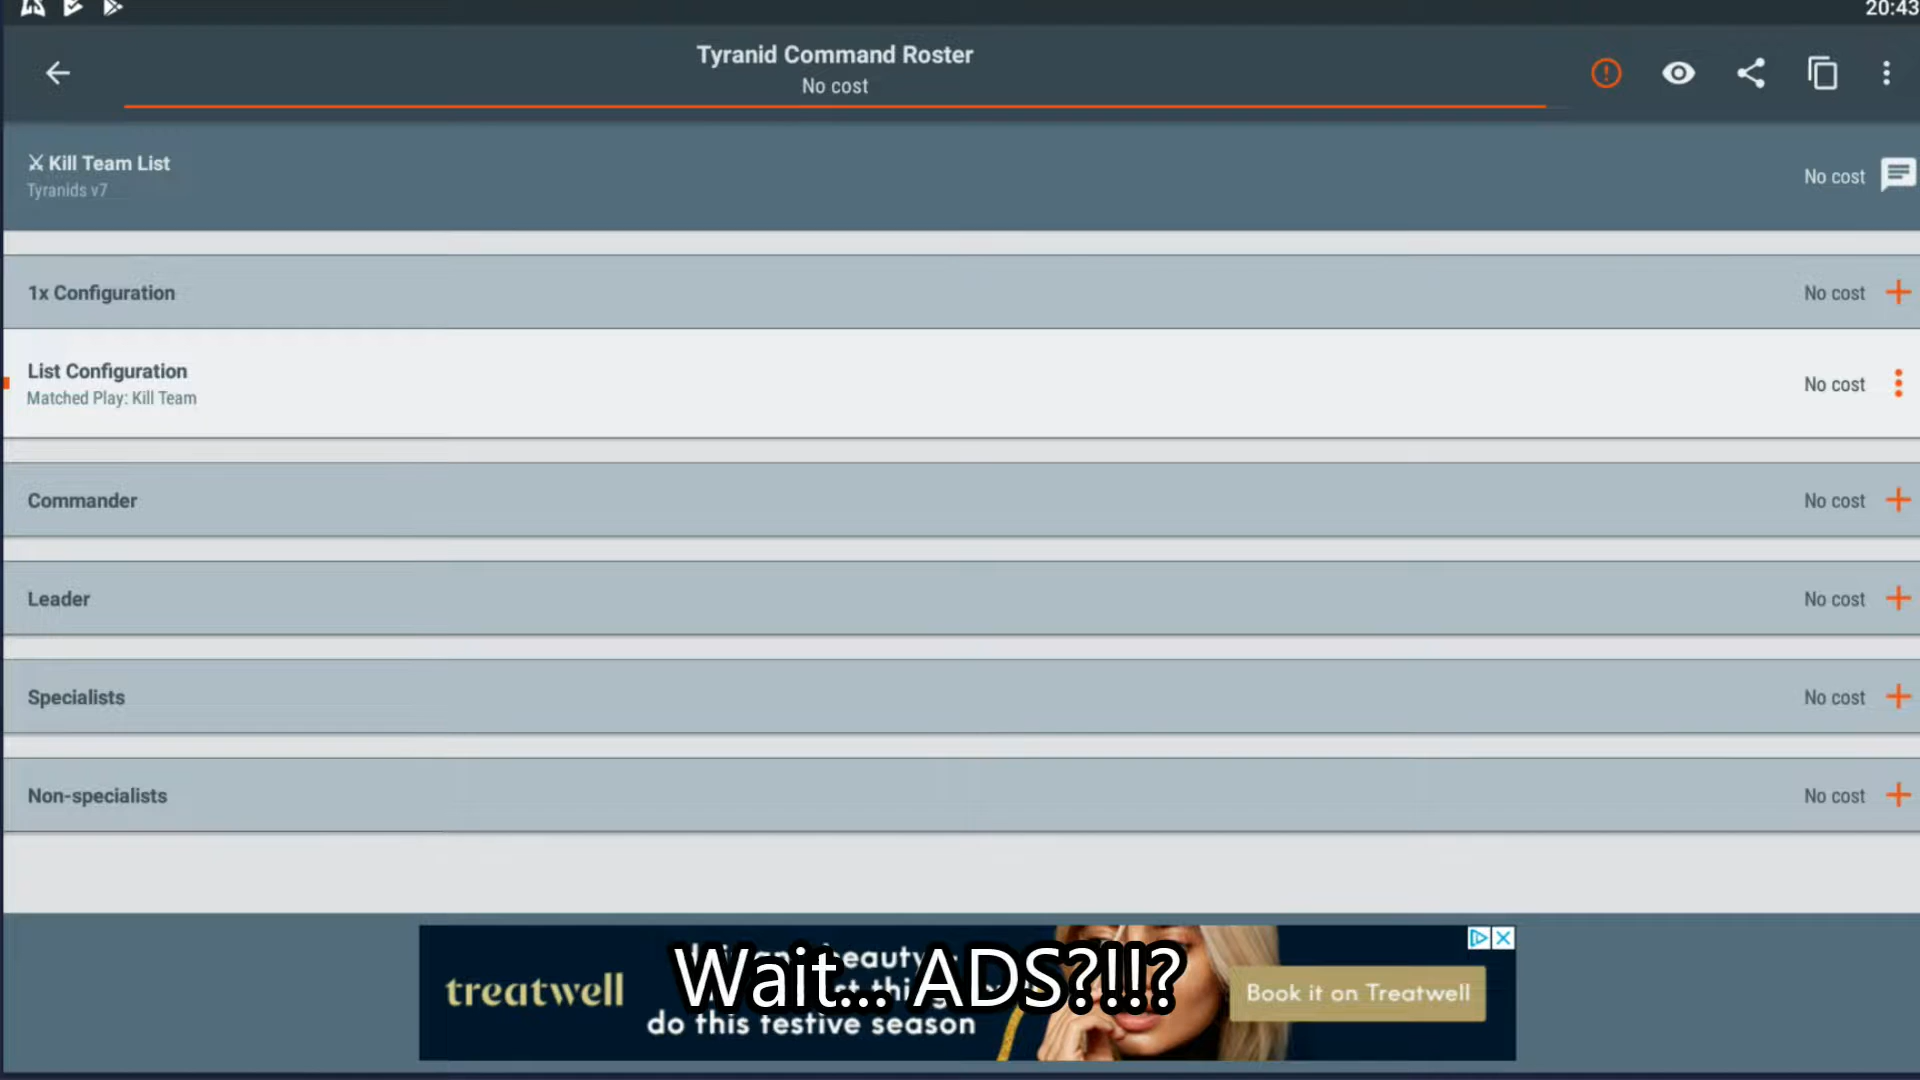 20:43
Tyranid Command Roster
No cost
Kill Team List
No cost
Tyranids v7
1x Configuration
No cost
List Configuration
No cost
Matched Play: Kill Team
Commander
No cost
Leader
No cost
Specialists
No cost
Non-specialists
No cost
treatwell
Wait... ADS?!!?
do this festive season
Book it on Treatwell